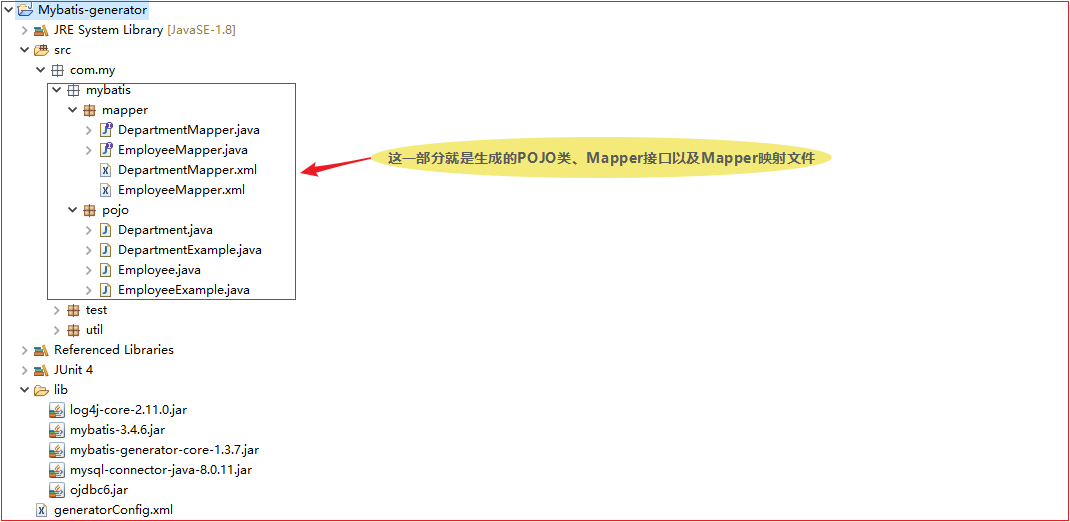 Mybatis-generator
JRE System Library [JavaSE-1.8]
src
com.my
mybatis
mapper
DepartmentMapper.java
EmployeeMapper.java
这一部分就是生成的POJO类、Mapper接口以及Mapper映射文件
DepartmentMapper.xml
EmployeeMapper.xml
pojo
Department.java
DepartmentExample.java
Employee.java
EmployeeExample.java
test
util
Referenced Libraries
JUnit 4
lib
log4j-core-2.11.0.jar
mybatis-3.4.6.jar
mybatis-generator-core-1.3.7.jar
mysql-connector-java-8.0.11.jar
ojdbc6.jar
generatorConfig.xml